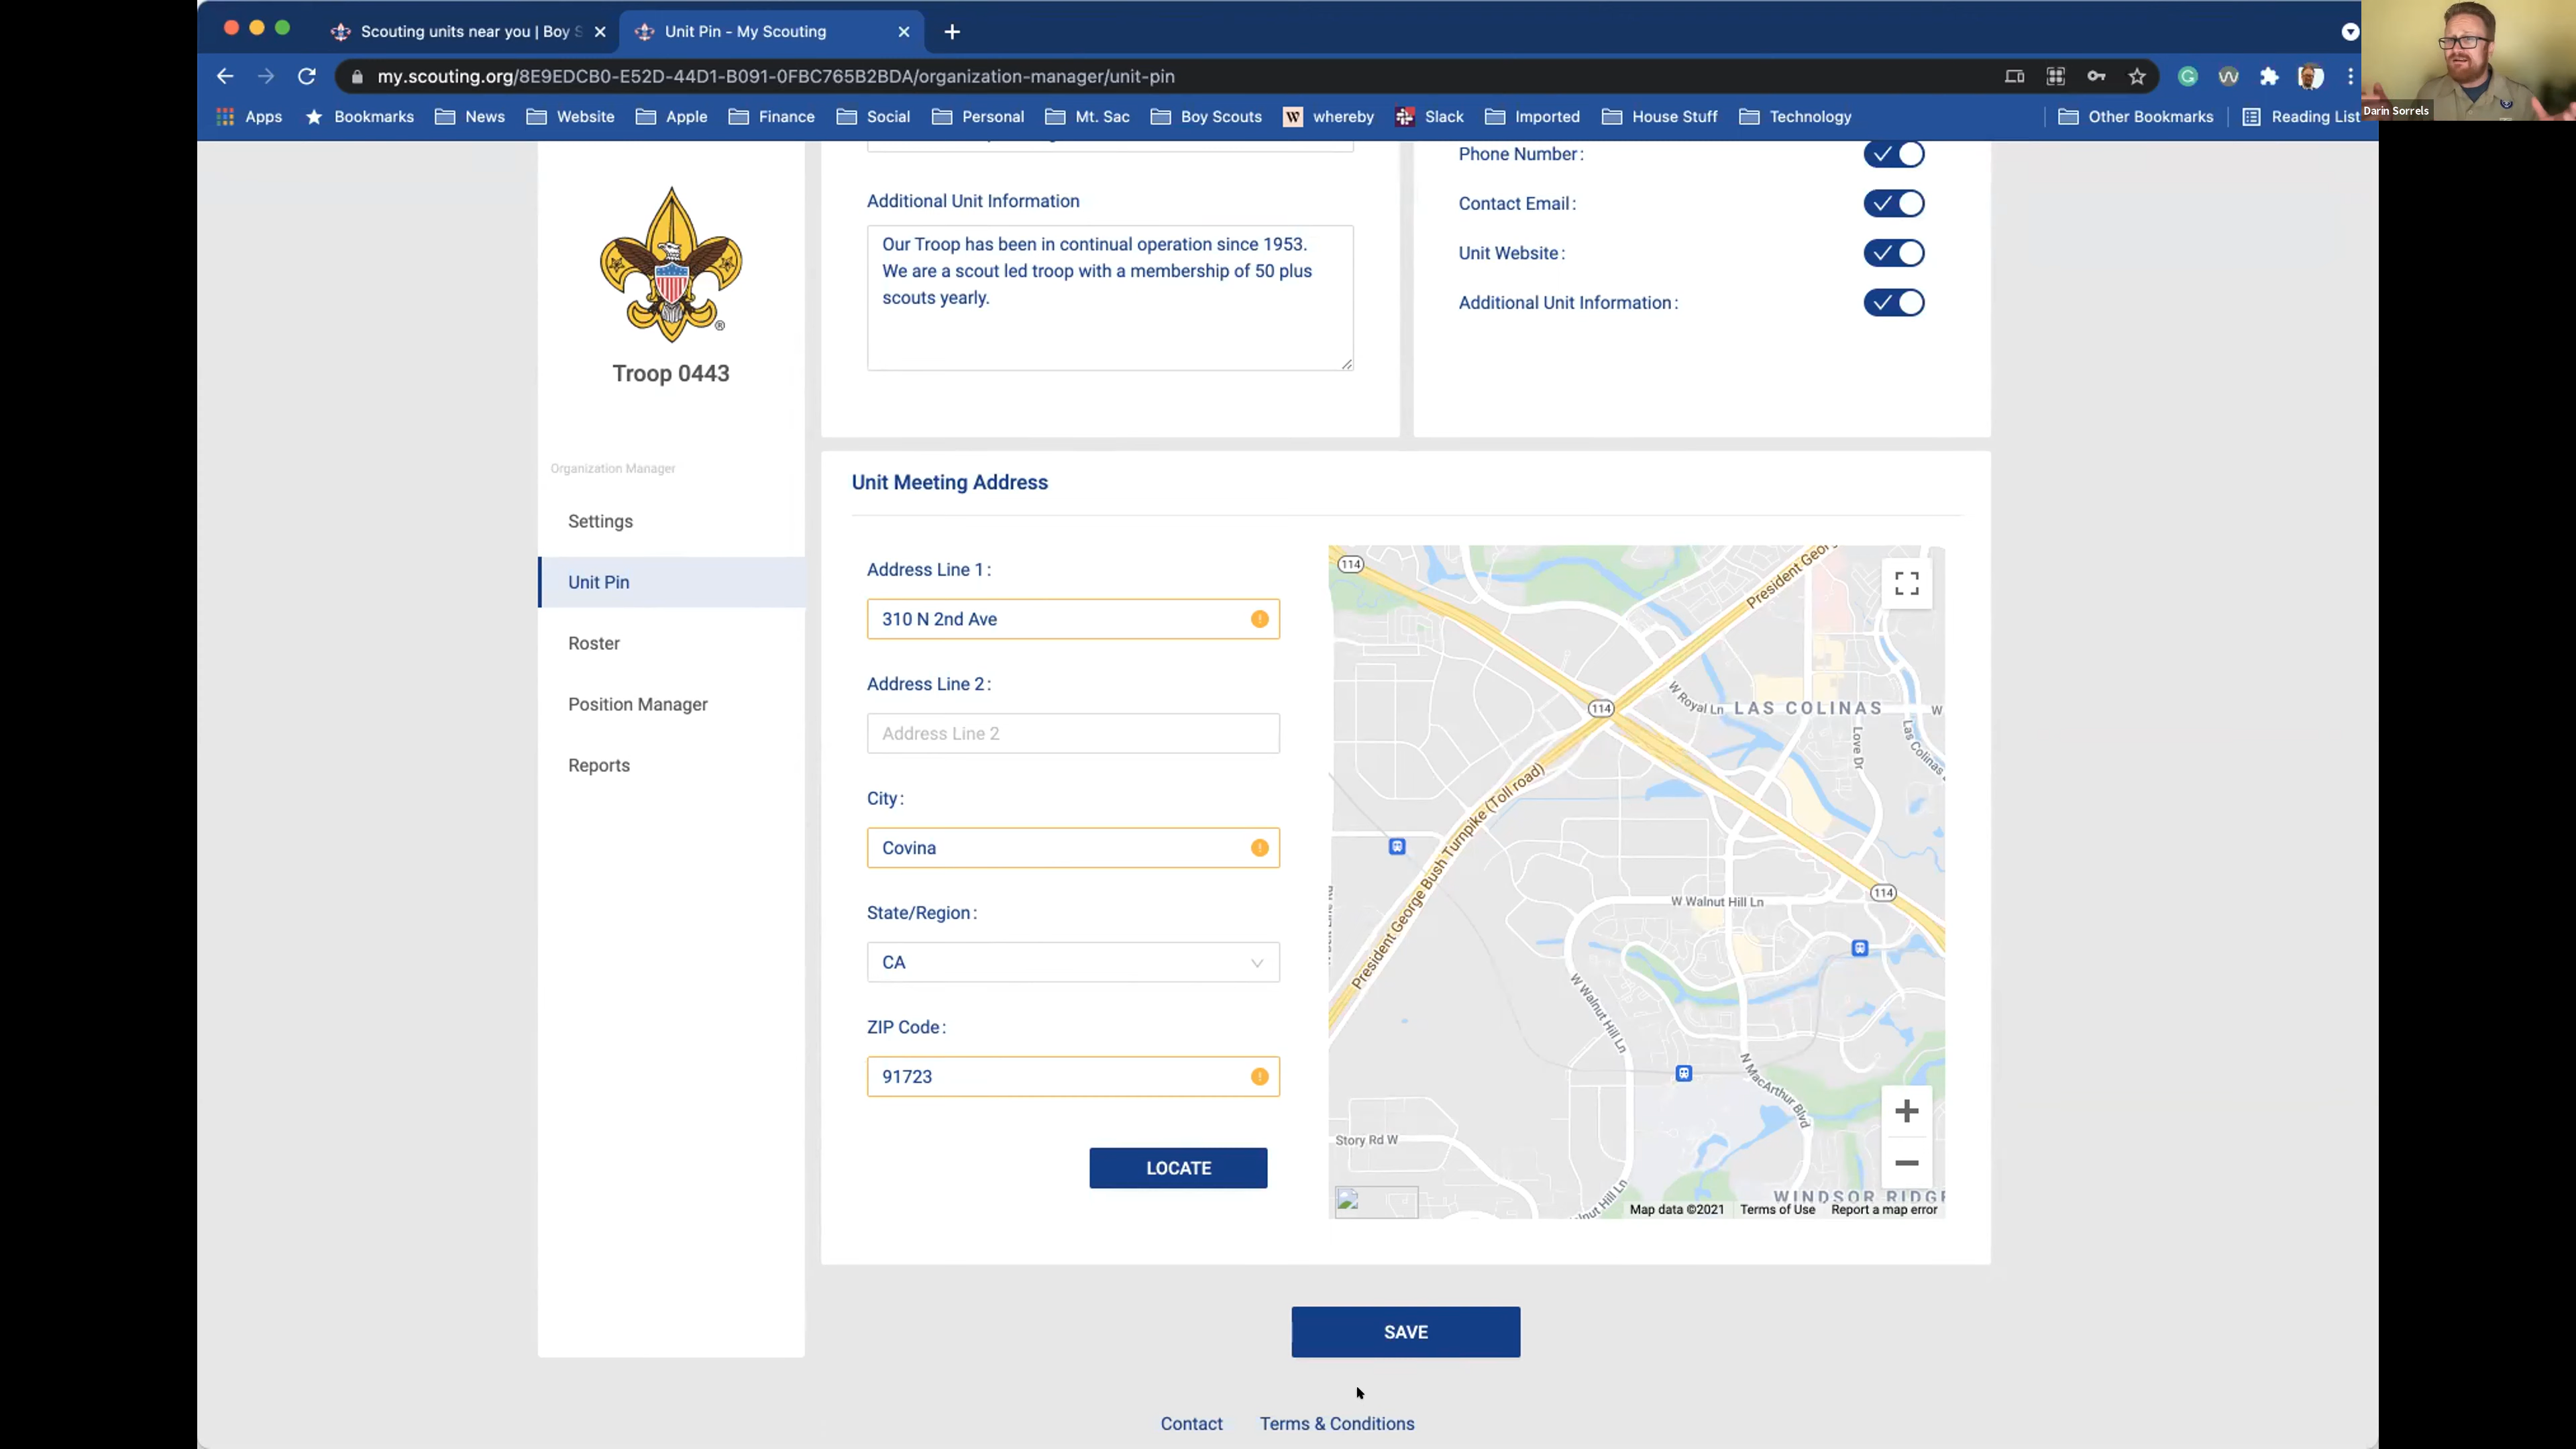 Scouting units near you | Boy S
Unit Pin - My Scouting
my.scouting.org/8E9EDCB0-E52D-44D1-B091-0FBC765B2BDA/organization-manager/unit-pin
Apps
Bookmarks
News
Website
Apple
Finance
Social
Personal
Mt. Sac
Boy Scouts
W whereby
Slack
Imported
House Stuff
Technology
Other Bookmarks
Reading List
Darin Sorrels
Troop 0443
Organization Manager
Settings
Unit Pin
Roster
Position Manager
Reports
Additional Unit Information
Our Troop has been in continual operation since 1953.
We are a scout led troop with a membership of 50 plus
scouts yearly.
Phone Number:
Contact Email:
Unit Website:
Additional Unit Information:
Unit Meeting Address
Address Line 1:
310 N 2nd Ave
Address Line 2:
Address Line 2
City:
Covina
State/Region:
CA
ZIP Code:
91723
LOCATE
114
President Geor
W Royal Ln
LAS COLINAS
W
114
Love Dr
Las Colinas
President George Bush Turnpike (Toll road)
W Walnut Hill Ln
114
W Walnut Hill Ln
N MacArthur Blvd
Story Rd W
lnut Hill Ln
WINDSOR RIDGE
Map data ©2021
Terms of Use
Report a map error
SAVE
Contact
Terms & Conditions